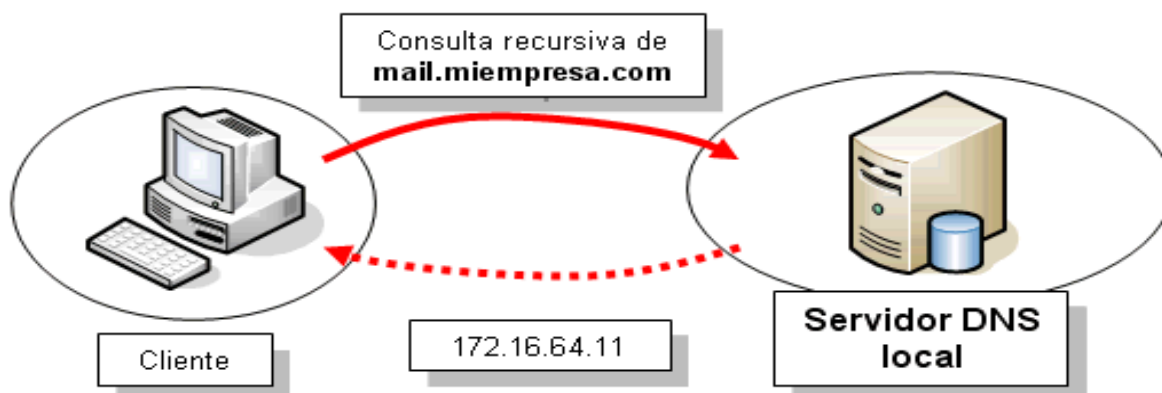 Consulta recursiva de
mail.miempresa.com
Cliente
172.16.64.11
Servidor DNS
local